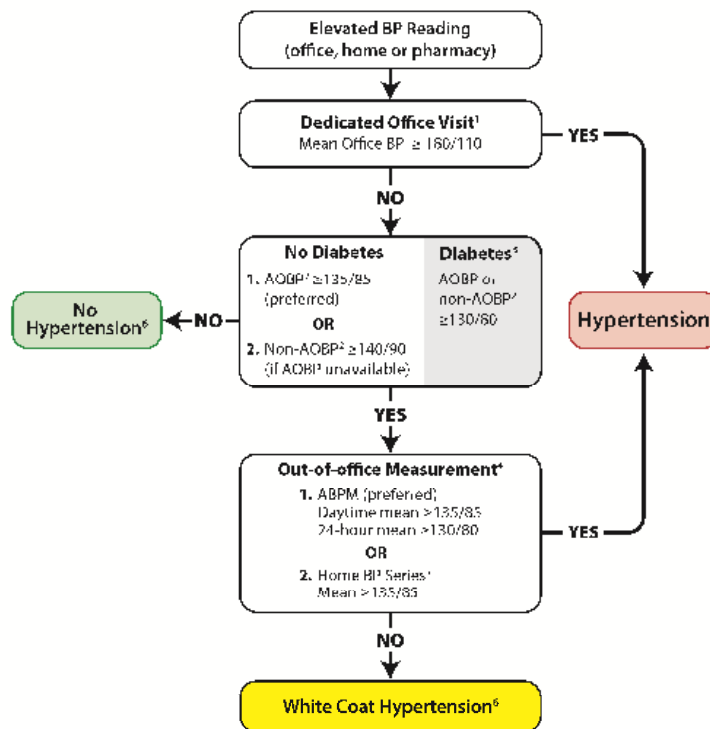 Elevated BP Reading
(office, home or pharmacy)
Dedicated Office Visit¹
Mean Office BP ≥ 180/110
YES
NO
No Diabetes
1. AOBP² ≥135/85
(preferred)
OR
2. Non-AOBP² ≥140/90
(if AOBP unavailable)
Diabetes
AOBP or
non-AOBP
≥130/80
NO
No
Hypertension⁶
Hypertension
YES
Out-of-office Measurement⁴
1. ABPM (preferred)
Daytime mean ≥135/85
24-hour mean ≥130/80
OR
2. Home BP Series
Mean ≥135/85
YES
NO
White Coat Hypertension⁶